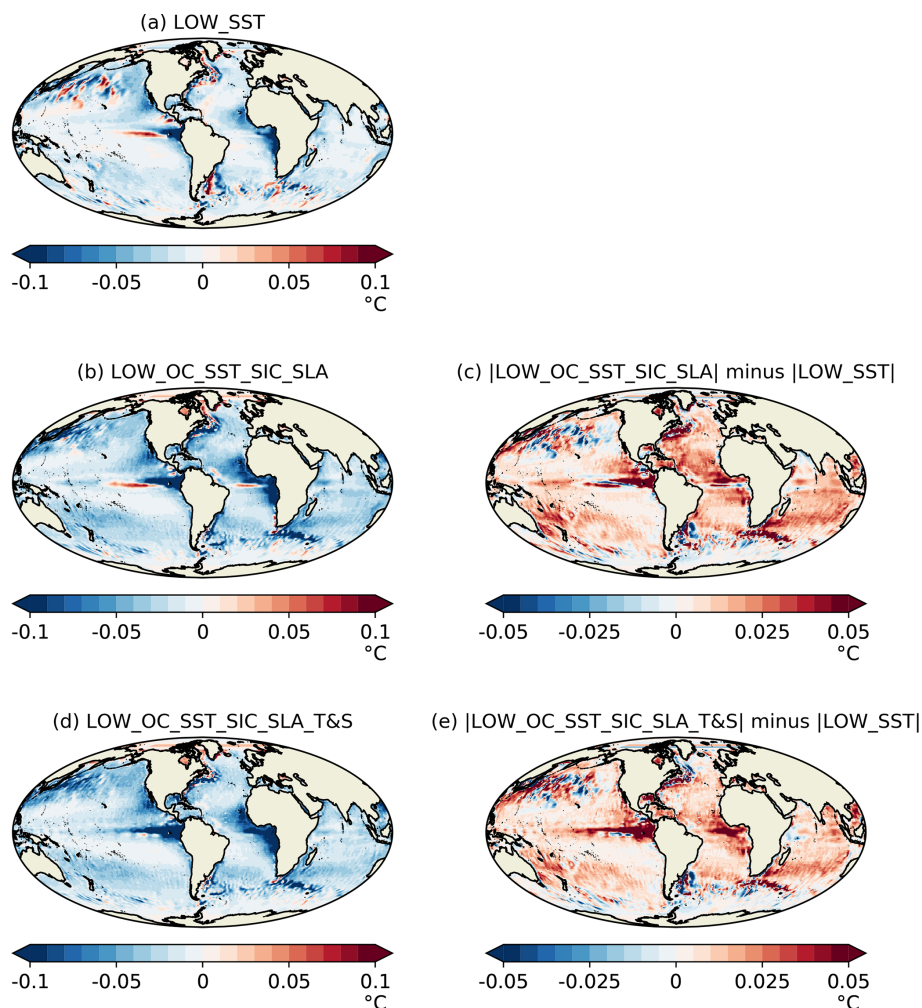 (a) LOW_SST
-0.1 -0.05 0 0.05 0.1
°C
(b) LOW_OC_SST_SIC_SLA
(c) |LOW_OC_SST_SIC_SLA| minus |LOW_SST|
-0.1 -0.05 0 0.05 0.1
°C
-0.05 -0.025 0 0.025 0.05
°C
(d) LOW_OC_SST_SIC_SLA_T&S
(e) |LOW_OC_SST_SIC_SLA_T&S| minus |LOW_SST|
-0.1 -0.05 0 0.05 0.1
°C
-0.05 -0.025 0 0.025 0.05
°C